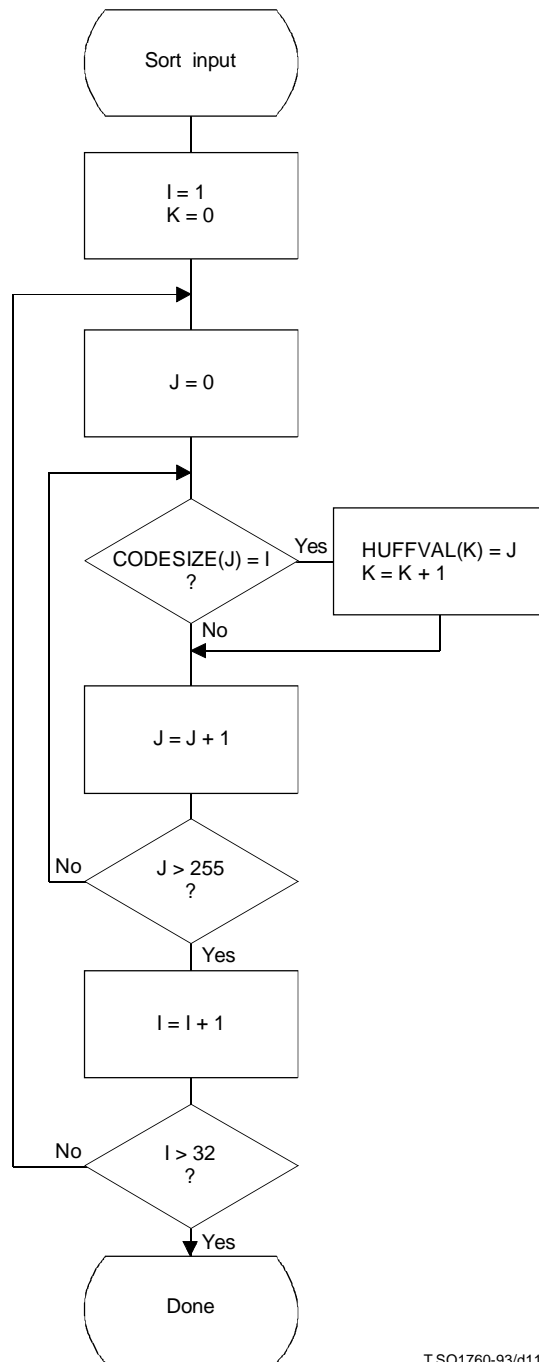 Sort input
I = 1
K = 0
J = 0
CODESIZE(J) = I
?
Yes
HUFFVAL(K) = J
K = K + 1
No
J = J + 1
No
J > 255
?
Yes
I = I + 1
No
I > 32
?
Yes
Done